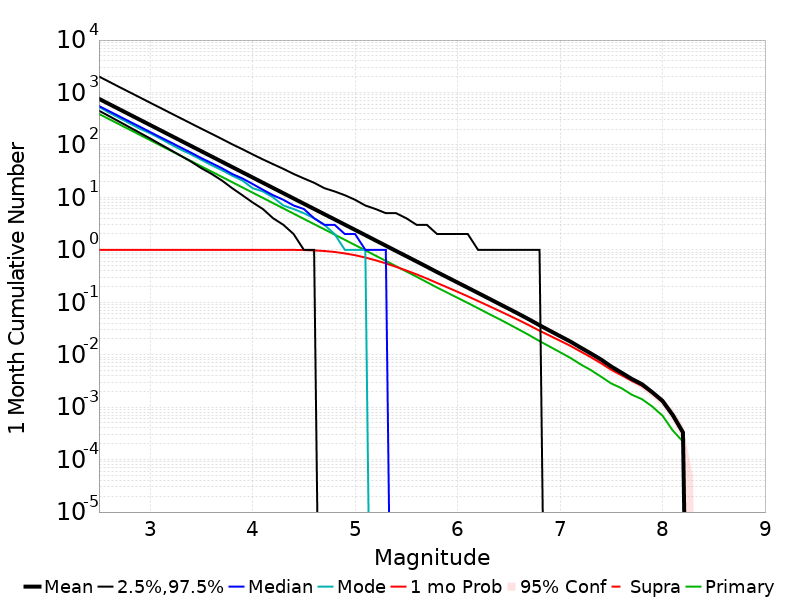 1 Month Cumulative Number
10^4
10^3
10^2
10^1
10^0
10^-1
10^-2
10^-3
10^-4
10^-5
3 4 5 6 7 8 9
Magnitude
Mean 2.5%,97.5% Median Mode 1 mo Prob 95% Conf Supra Primary